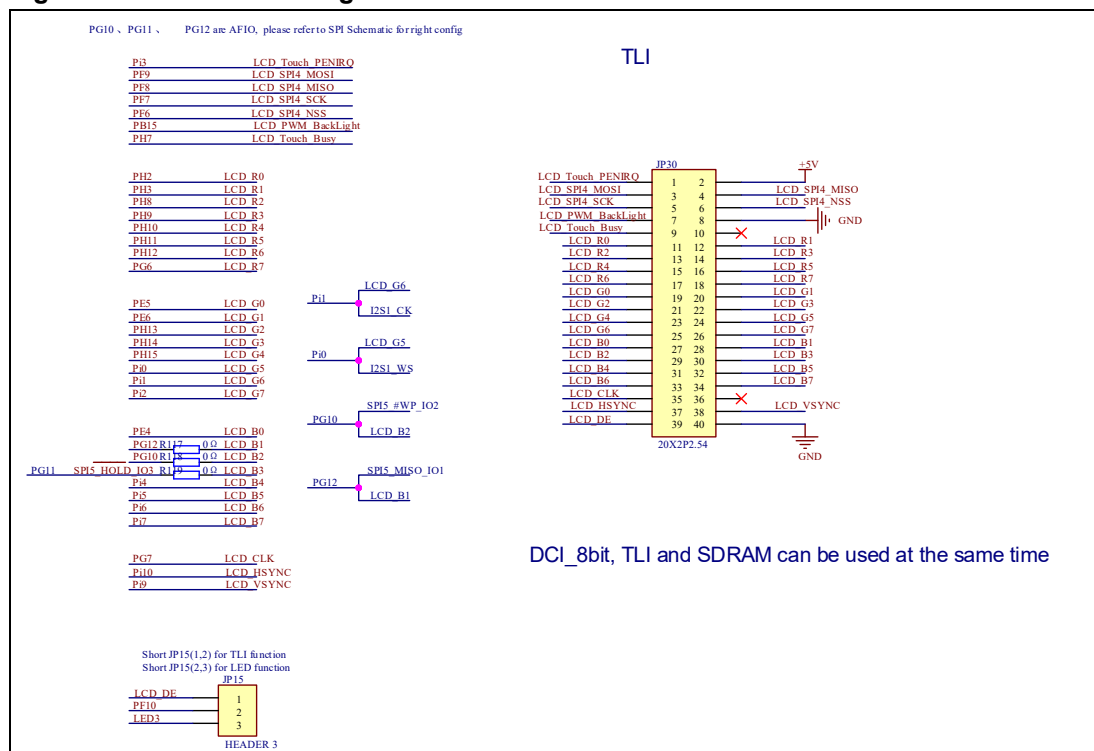 PG10 、 PG11 、 PG12 are AFIO, please refer to SPI Schematic for right config
TLI
Pi3 LCD_Touch_PENIRQ
PF9 LCD_SPI4_MOSI
PF8 LCD_SPI4_MISO
PF7 LCD_SPI4_SCK
PF6 LCD_SPI4_NSS
PB15 LCD_PWM_BackLight
PH7 LCD_Touch_Busy
PH2 LCD_R0
PH3 LCD_R1
PH8 LCD_R2
PH9 LCD_R3
PH10 LCD_R4
PH11 LCD_R5
PH12 LCD_R6
PG6 LCD_R7
PE5 LCD_G0
PE6 LCD_G1
PH13 LCD_G2
PH14 LCD_G3
PH15 LCD_G4
Pi0 LCD_G5
Pi1 LCD_G6
Pi2 LCD_G7
PE4 LCD_B0
PG12 R117 0Ω LCD_B1
PG10 R118 0Ω LCD_B2
PG11 SPI5_HOLD_IO3 R119 0Ω LCD_B3
Pi4 LCD_B4
Pi5 LCD_B5
Pi6 LCD_B6
Pi7 LCD_B7
PG7 LCD_CLK
Pi10 LCD_HSYNC
Pi9 LCD_VSYNC
LCD_G6
Pi1
I2S1_CK
LCD_G5
Pi0
I2S1_WS
SPI5_#WP_IO2
PG10
LCD_B2
SPI5_MISO_IO1
PG12
LCD_B1
JP30
+5V
LCD_Touch_PENIRQ 1 2
LCD_SPI4_MOSI 3 4 LCD_SPI4_MISO
LCD_SPI4_SCK 5 6 LCD_SPI4_NSS
LCD_PWM_BackLight 7 8 GND
LCD_Touch_Busy 9 10
LCD_R0 11 12 LCD_R1
LCD_R2 13 14 LCD_R3
LCD_R4 15 16 LCD_R5
LCD_R6 17 18 LCD_R7
LCD_G0 19 20 LCD_G1
LCD_G2 21 22 LCD_G3
LCD_G4 23 24 LCD_G5
LCD_G6 25 26 LCD_G7
LCD_B0 27 28 LCD_B1
LCD_B2 29 30 LCD_B3
LCD_B4 31 32 LCD_B5
LCD_B6 33 34 LCD_B7
LCD_CLK 35 36
LCD_HSYNC 37 38 LCD_VSYNC
LCD_DE 39 40
20X2P2.54
GND
DCI_8bit, TLI and SDRAM can be used at the same time
Short JP15(1,2) for TLI function
Short JP15(2,3) for LED function
JP15
LCD_DE 1
PF10 2
LED3 3
HEADER 3